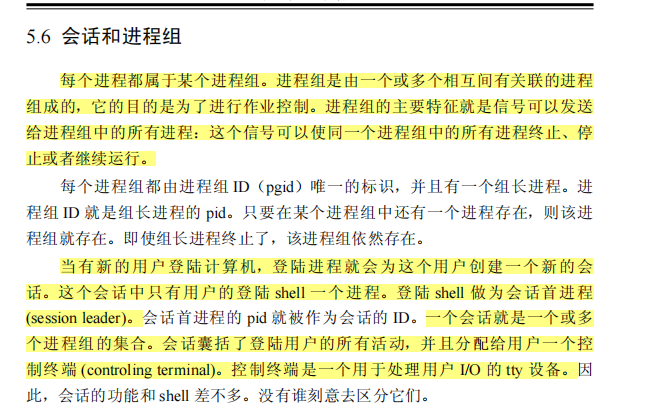 5.6 会话和进程组
每个进程都属于某个进程组。进程组是由一个或多个相互间有关联的进程
组成的，它的目的是为了进行作业控制。进程组的主要特征就是信号可以发送
给进程组中的所有进程：这个信号可以使同一个进程组中的所有进程终止、停
止或者继续运行。
每个进程组都由进程组 ID（pgid）唯一的标识，并且有一个组长进程。进
程组 ID 就是组长进程的 pid。只要在某个进程组中还有一个进程存在，则该进
程组就存在。即使组长进程终止了，该进程组依然存在。
当有新的用户登陆计算机，登陆进程就会为这个用户创建一个新的会
话。这个会话中只有用户的登陆 shell 一个进程。登陆 shell 做为会话首进程
(session leader)。会话首进程的 pid 就被作为会话的 ID。一个会话就是一个或多
个进程组的集合。会话囊括了登陆用户的所有活动，并且分配给用户一个控
制终端 (controling terminal)。控制终端是一个用于处理用户 I/O 的 tty 设备。因
此，会话的功能和 shell 差不多。没有谁刻意去区分它们。